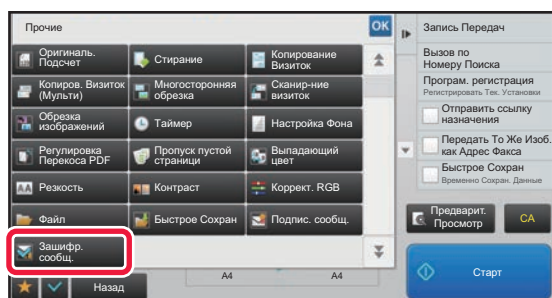 Прочие
OK
Оригиналь.
Подсчет
Стирание
Копирование
Визиток
Копиров. Визиток
(Мульти)
Многосторонняя
обрезка
Сканир-ние
визиток
Обрезка
изображений
Таймер
Настройка Фона
Регулировка
Перекоса PDF
Пропуск пустой
страници
Выпадающий
цвет
AA Резкость
Контраст
Коррект. RGB
Файл
Быстрое Сохран
Подпис. сообщ.
Зашифр.
сообщ.
Назад
A4
A4
Запись Передач
Вызов по
Номеру Поиска
Програм. регистрация
Регистрировать Тек. Установки
Отправить ссылку
назначения
Передать То Же Изоб.
как Адрес Факса
Быстрое Сохран
Временно Сохран. Данные
Предварит.
Просмотр
CA
Старт